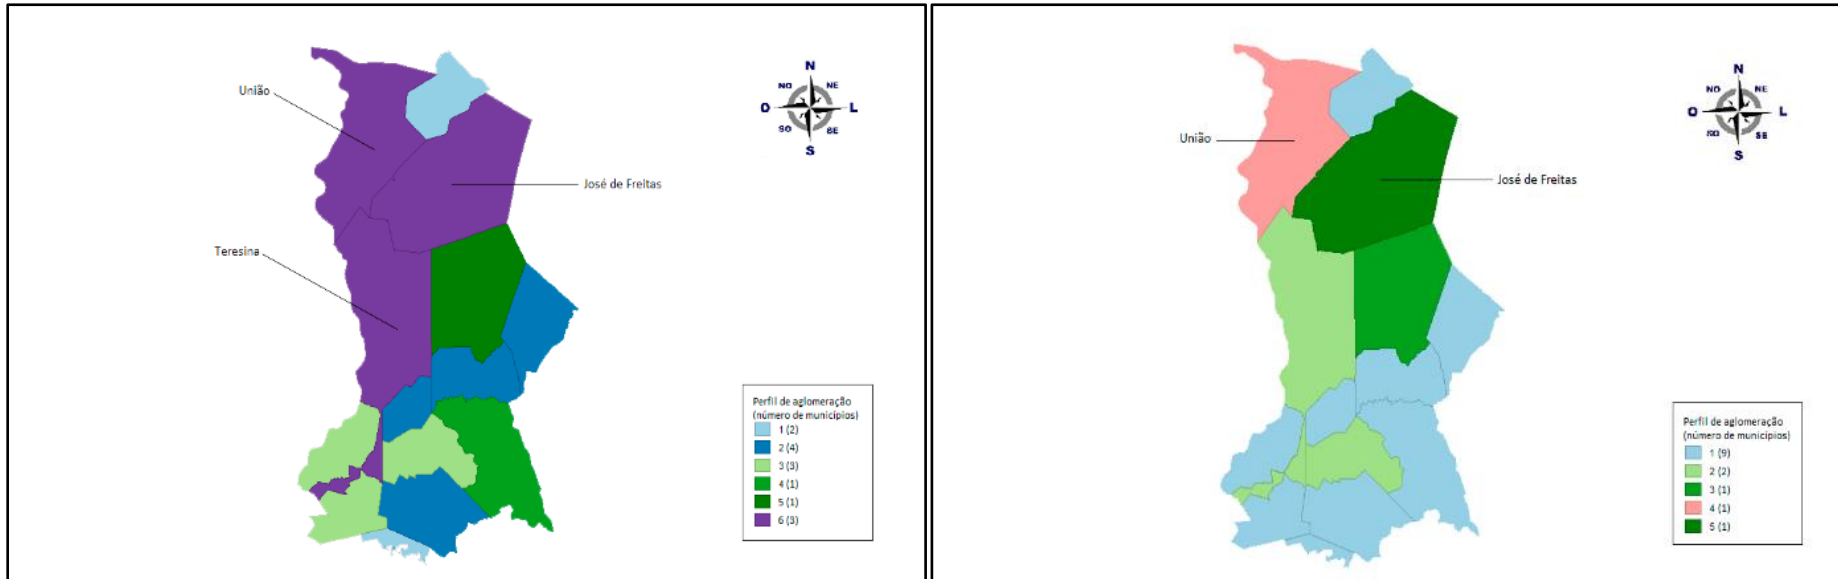 N
NO NE
O L
SO SE
S
União
José de Freitas
Teresina
Perfil de aglomeração
(número de municípios)
1 (2)
2 (4)
3 (3)
4 (1)
5 (1)
6 (3)
N
NO NE
O L
SO SE
S
União
José de Freitas
Perfil de aglomeração
(número de municípios)
1 (9)
2 (2)
3 (1)
4 (1)
5 (1)